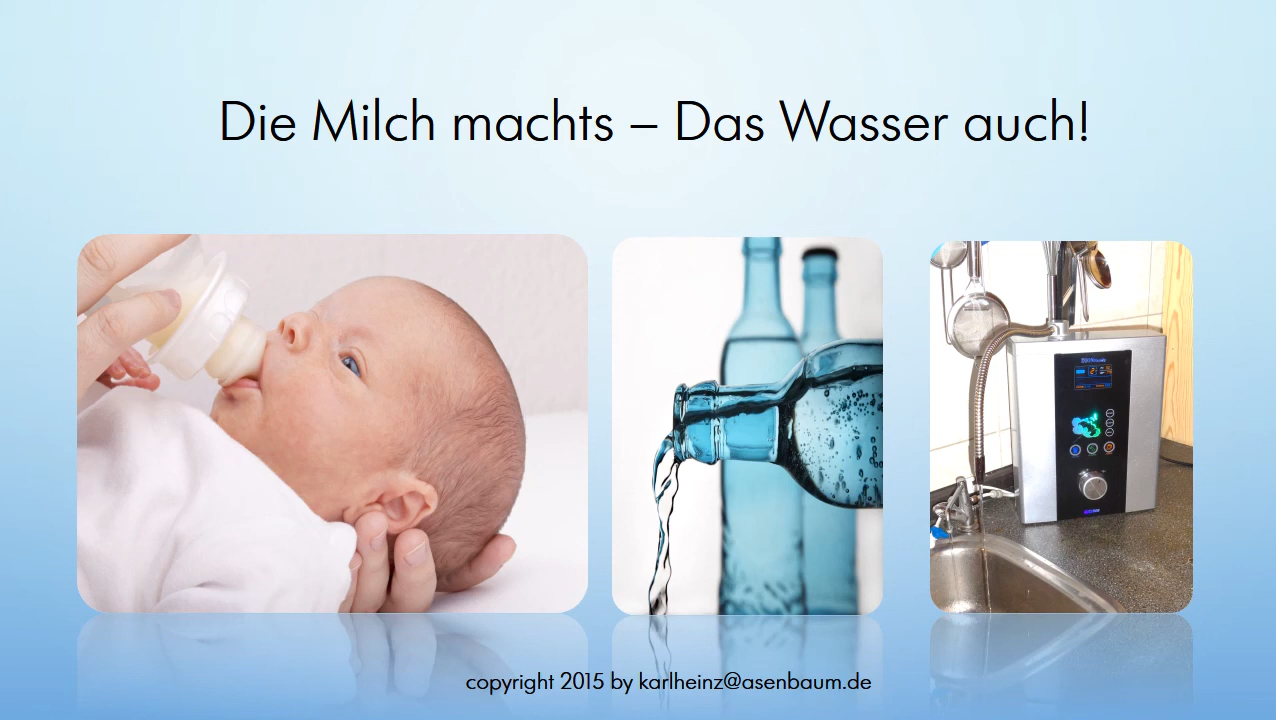 Die Milch machts – Das Wasser auch!
copyright 2015 by karlheinz@asenbaum.de